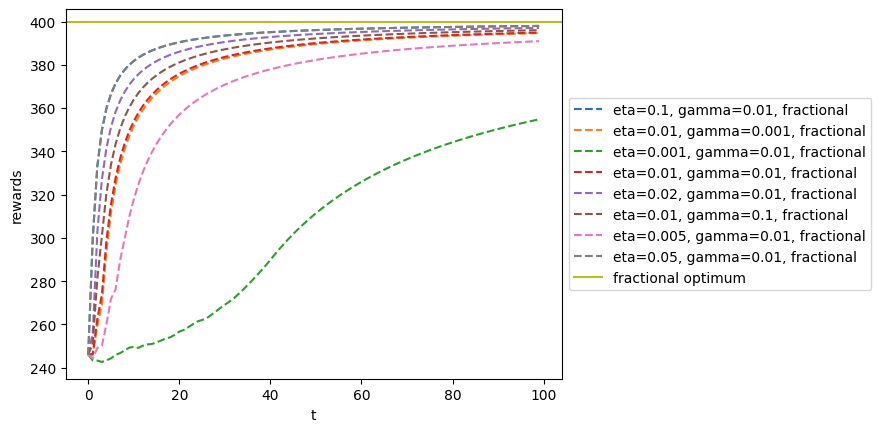 400
380
360
340
320
300
280
260
240
rewards
0
20
40
60
80
100
t
eta=0.1, gamma=0.01, fractional
eta=0.01, gamma=0.001, fractional
eta=0.001, gamma=0.01, fractional
eta=0.01, gamma=0.01, fractional
eta=0.02, gamma=0.01, fractional
eta=0.01, gamma=0.1, fractional
eta=0.005, gamma=0.01, fractional
eta=0.05, gamma=0.01, fractional
fractional optimum